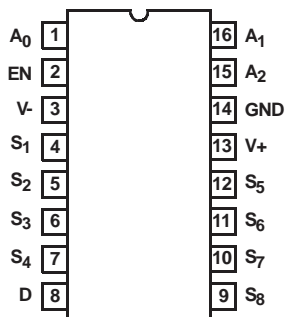 A0 1 16 A1
EN 2 15 A2
V- 3 14 GND
S1 4 13 V+
S2 5 12 S5
S3 6 11 S6
S4 7 10 S7
D 8 9 S8